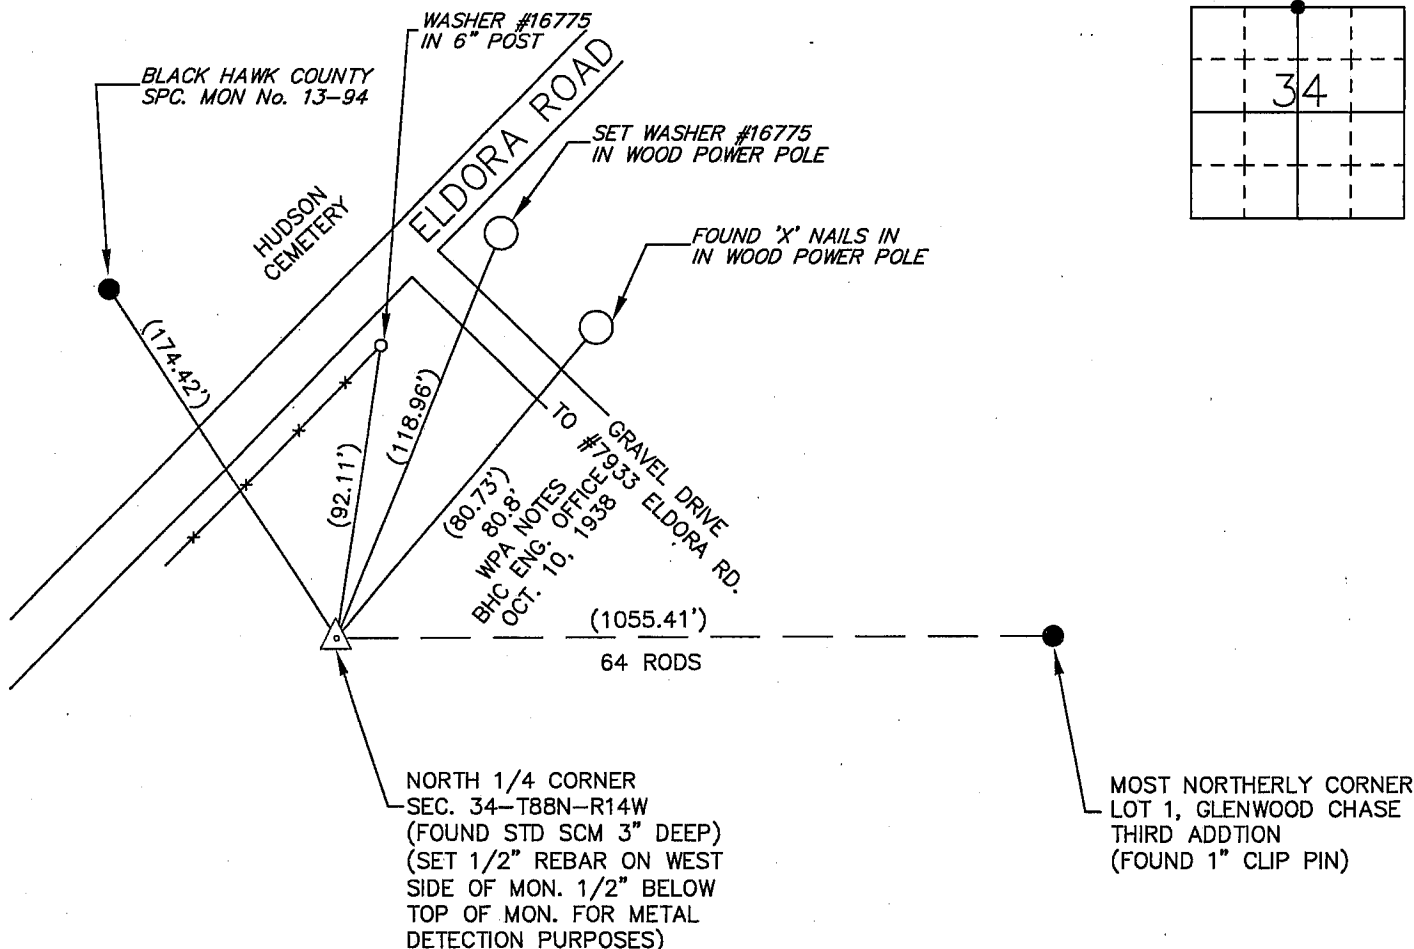 WASHER #16775
IN 6" POST
BLACK HAWK COUNTY
SPC. MON No. 13-94
34
ELDORA ROAD
SET WASHER #16775
IN WOOD POWER POLE
HUDSON
CEMETERY
FOUND 'X' NAILS IN
IN WOOD POWER POLE
(174.42')
(92.11')
(118.96')
(80.73')
80.8'
WPA NOTES
BHC ENG. OFFICE
OCT. 10, 1938
GRAVEL DRIVE
TO #7933 ELDORA RD.
(1055.41')
64 RODS
NORTH 1/4 CORNER
SEC. 34-T88N-R14W
(FOUND STD SCM 3" DEEP)
(SET 1/2" REBAR ON WEST
SIDE OF MON. 1/2" BELOW
TOP OF MON. FOR METAL
DETECTION PURPOSES)
MOST NORTHERLY CORNER
LOT 1, GLENWOOD CHASE
THIRD ADDTION
(FOUND 1" CLIP PIN)